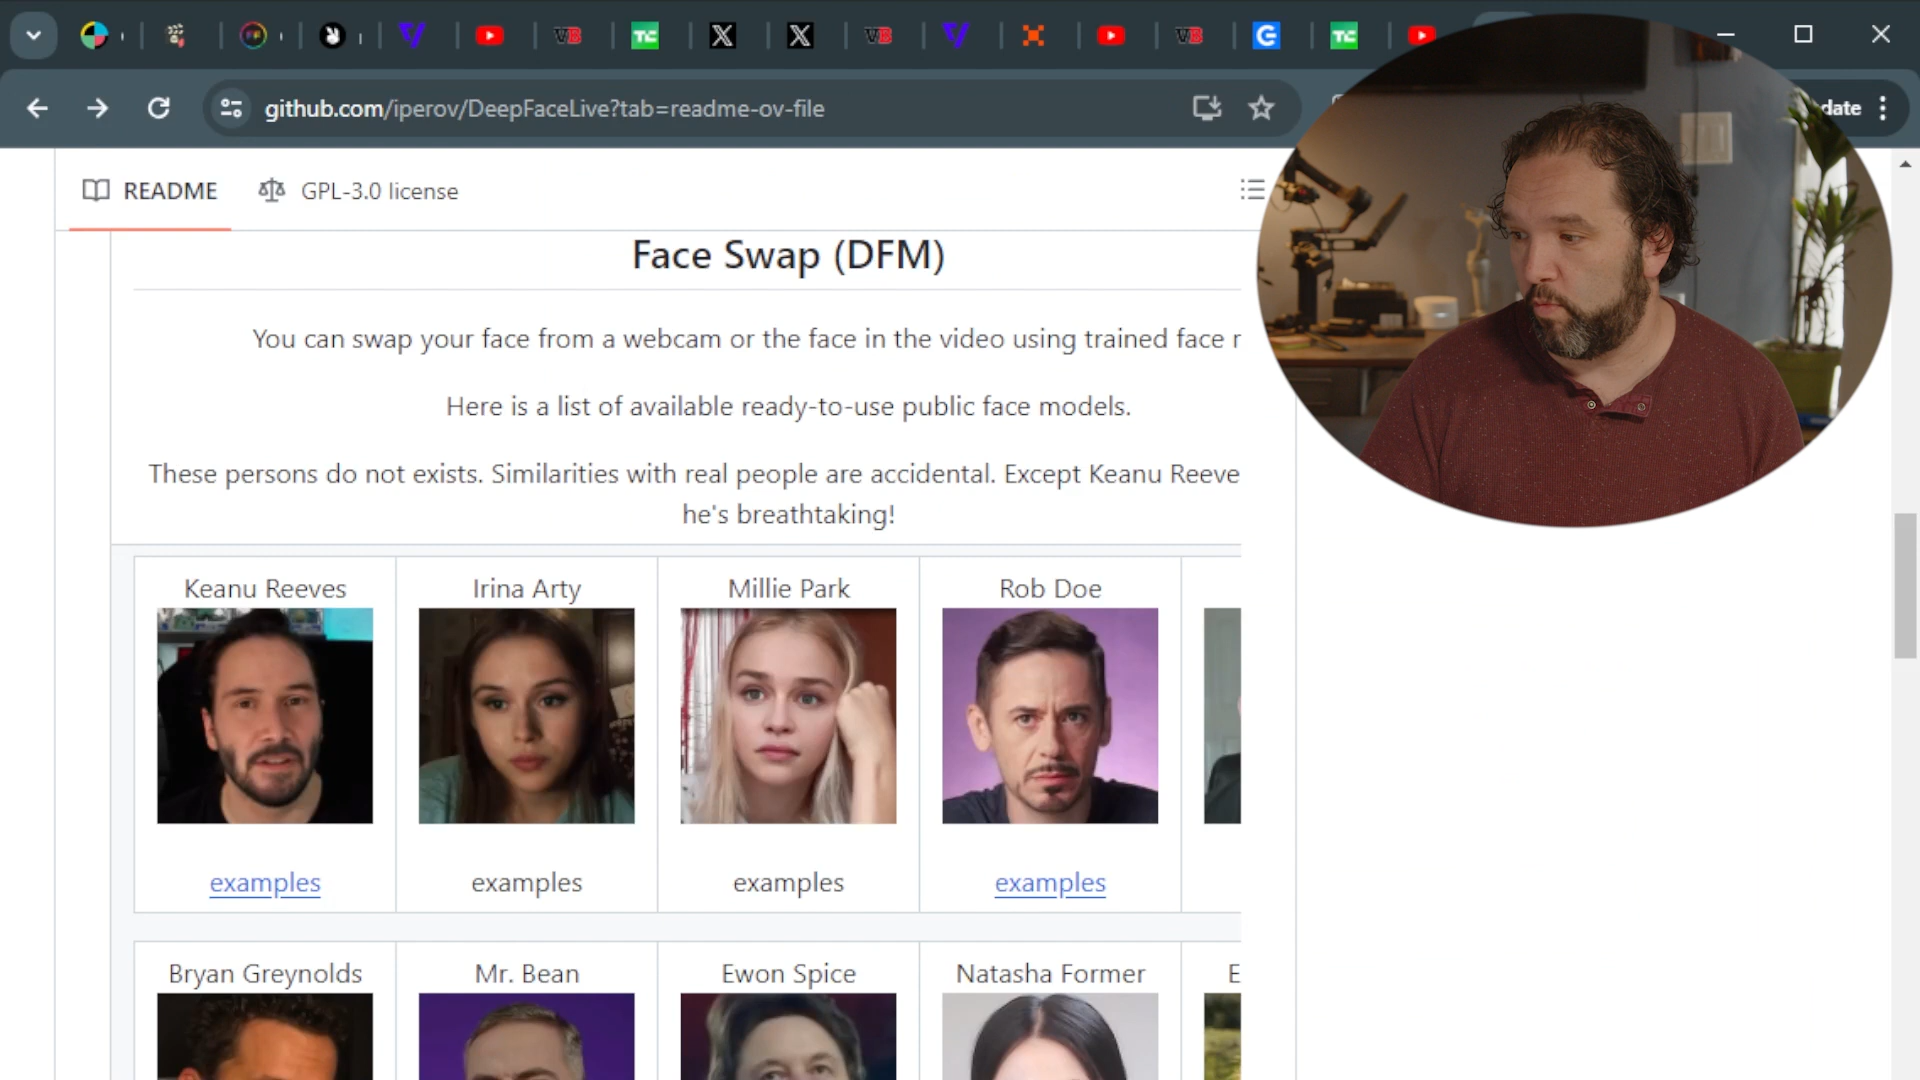 github.com/iperov/DeepFaceLive?tab=readme-ov-file
date
README
GPL-3.0 license
Face Swap (DFM)
You can swap your face from a webcam or the face in the video using trained face
Here is a list of available ready-to-use public face models.
These persons do not exists. Similarities with real people are accidental. Except Keanu Reeve
he's breathtaking!
Keanu Reeves
Irina Arty
Millie Park
Rob Doe
examples
examples
examples
examples
Bryan Greynolds
Mr. Bean
Ewon Spice
Natasha Former
E